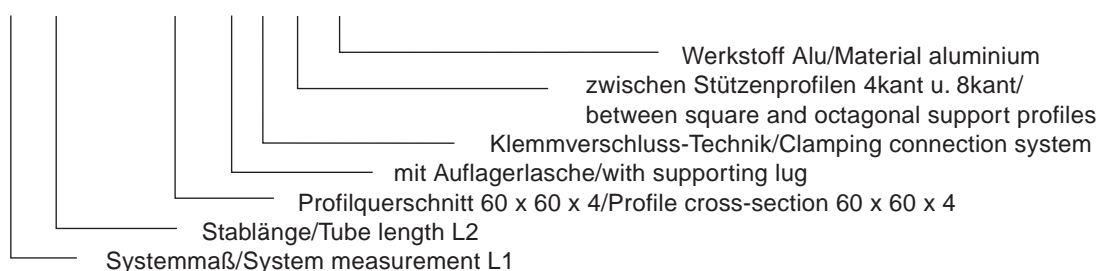 Werkstoff Alu/Material aluminium
zwischen Stützenprofilen 4kant u. 8kant/
between square and octagonal support profiles
Klemmverschluss-Technik/Clamping connection system
mit Auflagerlasche/with supporting lug
Profilquerschnitt 60 x 60 x 4/Profile cross-section 60 x 60 x 4
Stablänge/Tube length L2
Systemmaß/System measurement L1